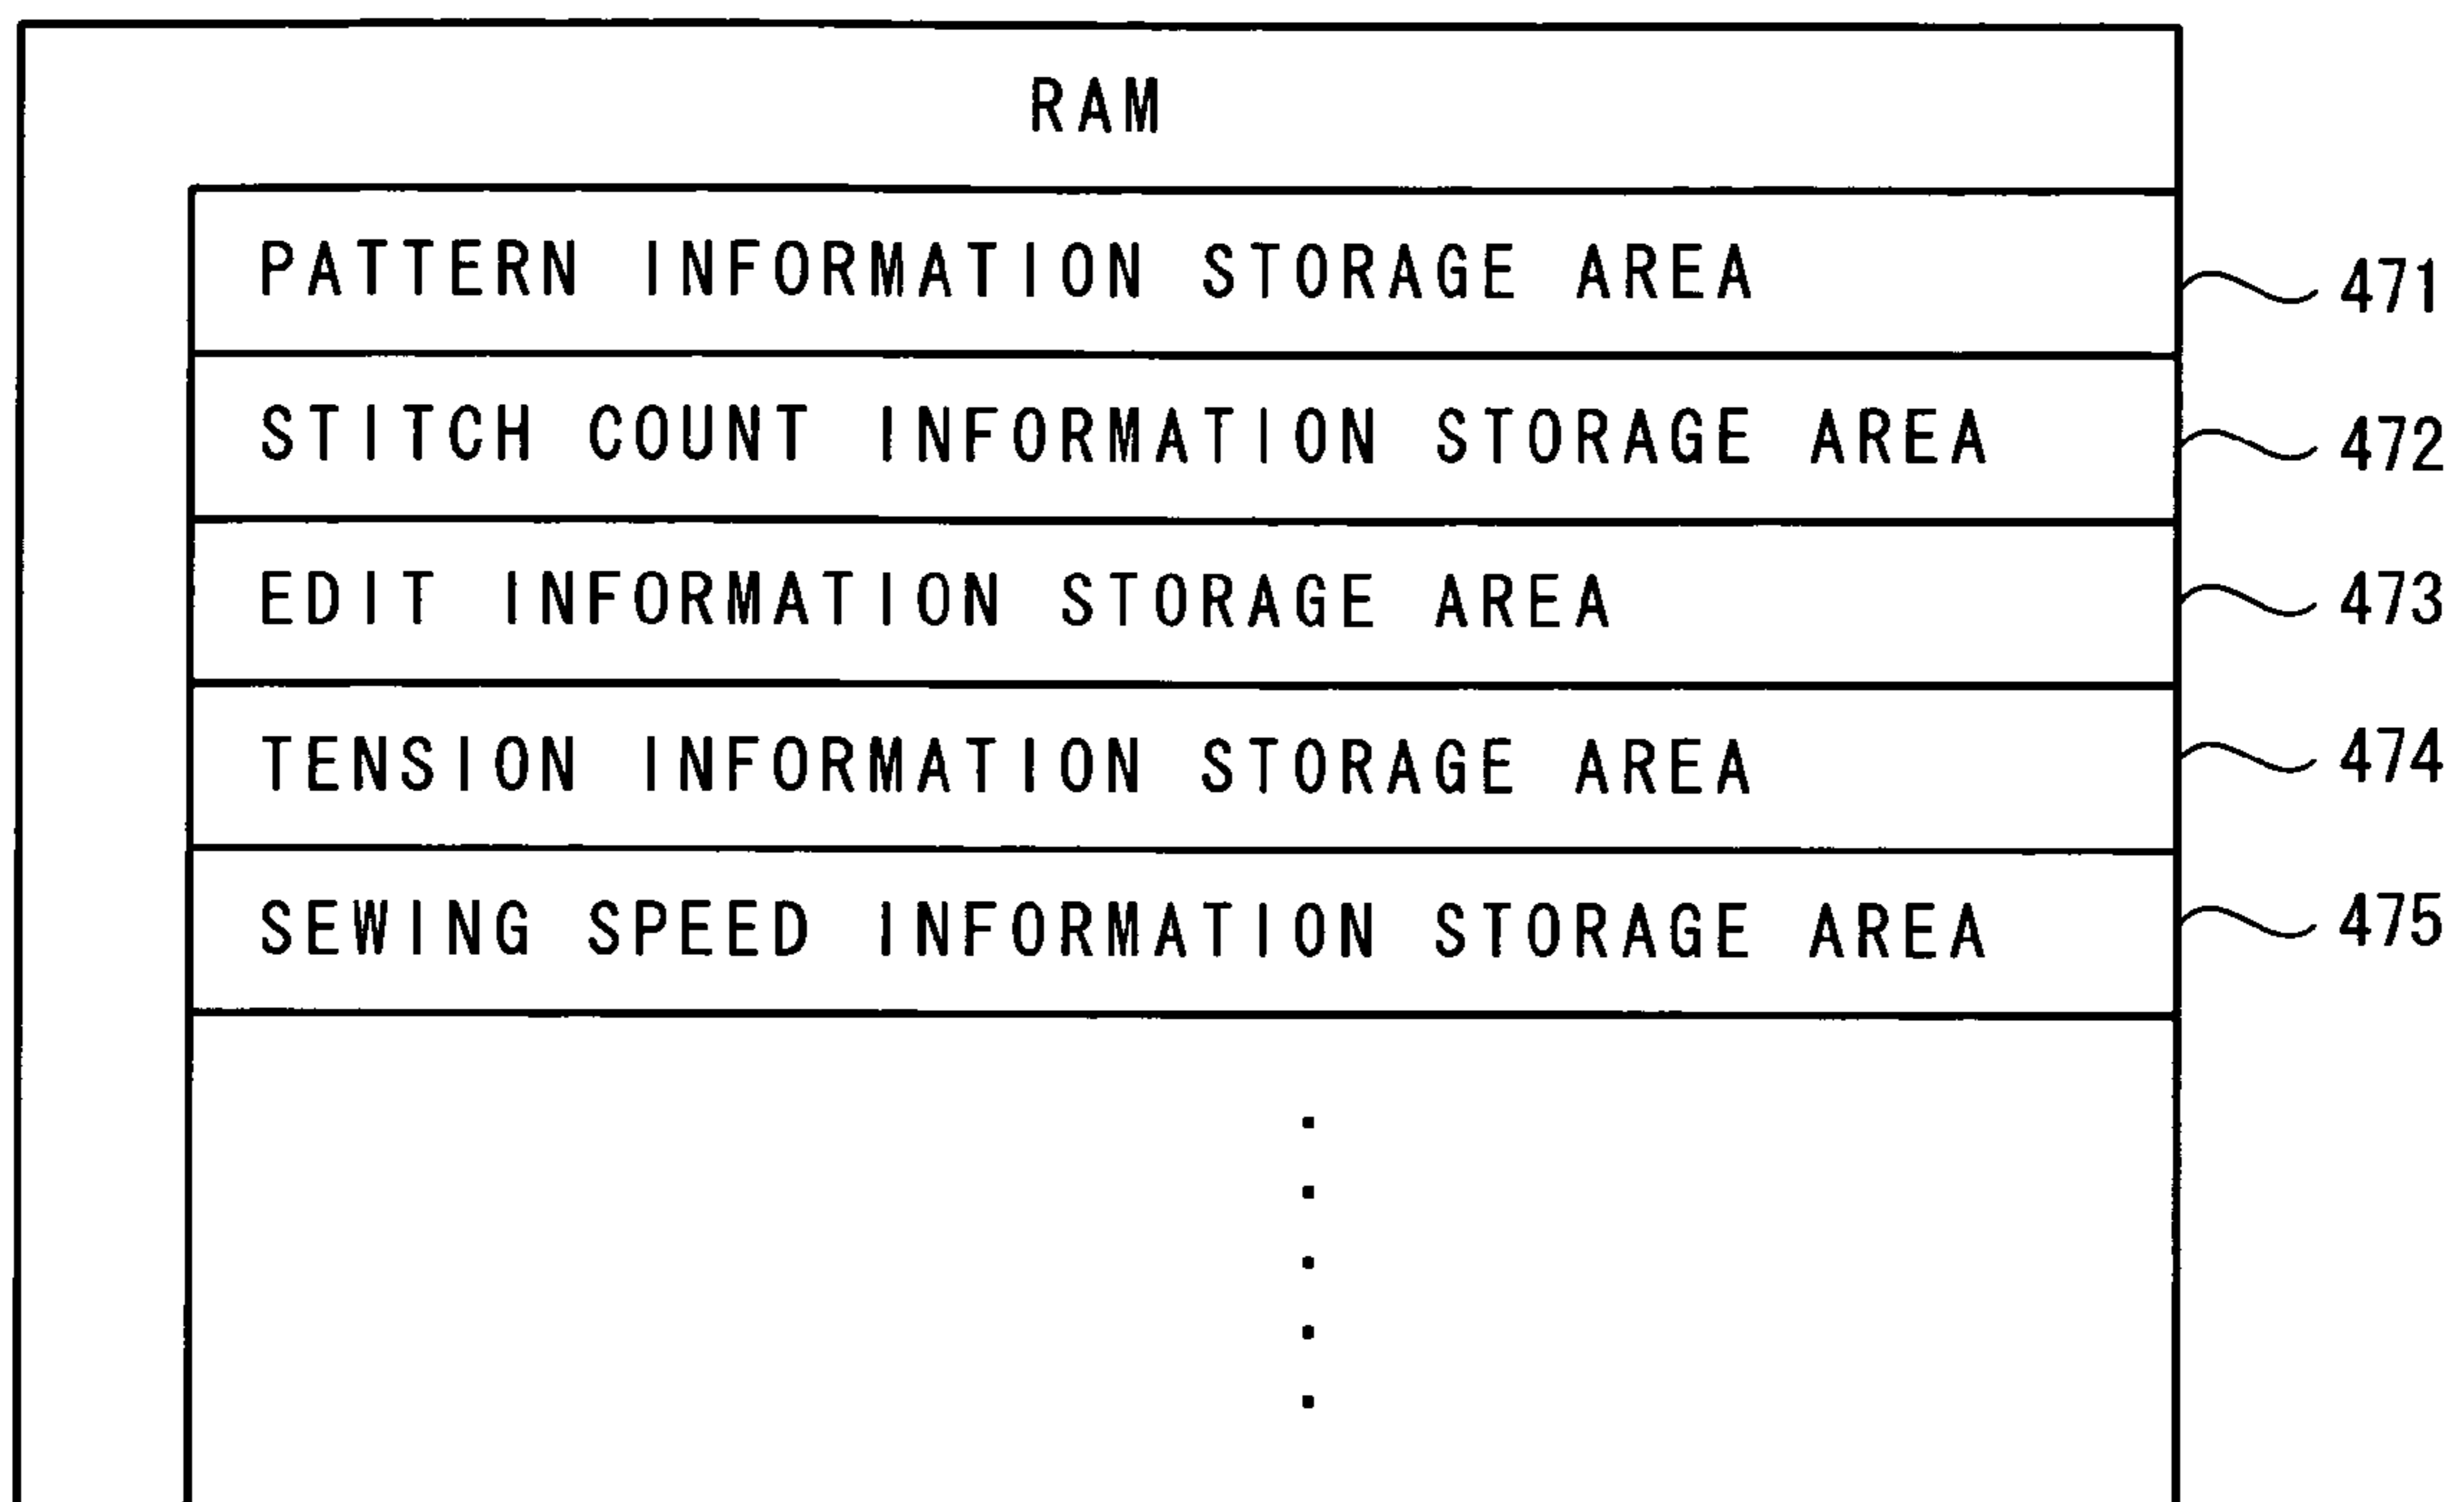 RAM
PATTERN INFORMATION STORAGE AREA 471
STITCH COUNT INFORMATION STORAGE AREA 472
EDIT INFORMATION STORAGE AREA 473
TENSION INFORMATION STORAGE AREA 474
SEWING SPEED INFORMATION STORAGE AREA 475